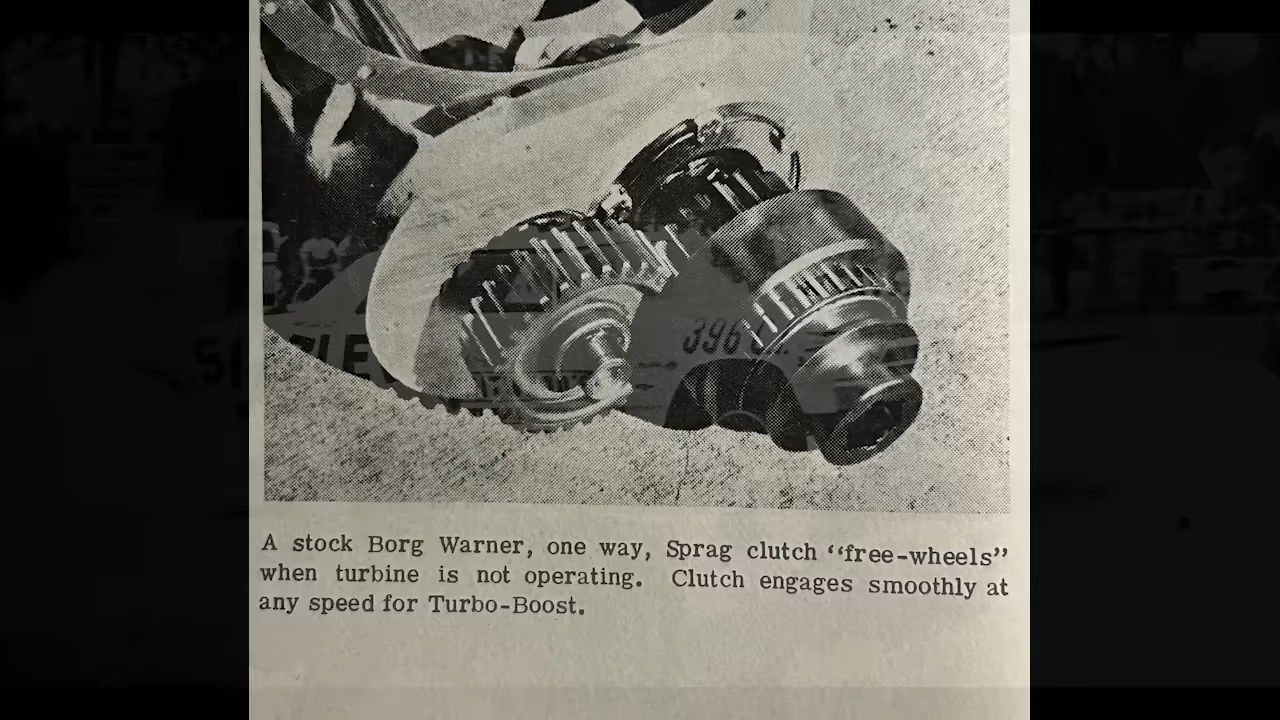 396 
A stock Borg Warner, one way, Sprag clutch “free-wheels”
when turbine is not operating. Clutch engages smoothly at
any speed for Turbo-Boost.